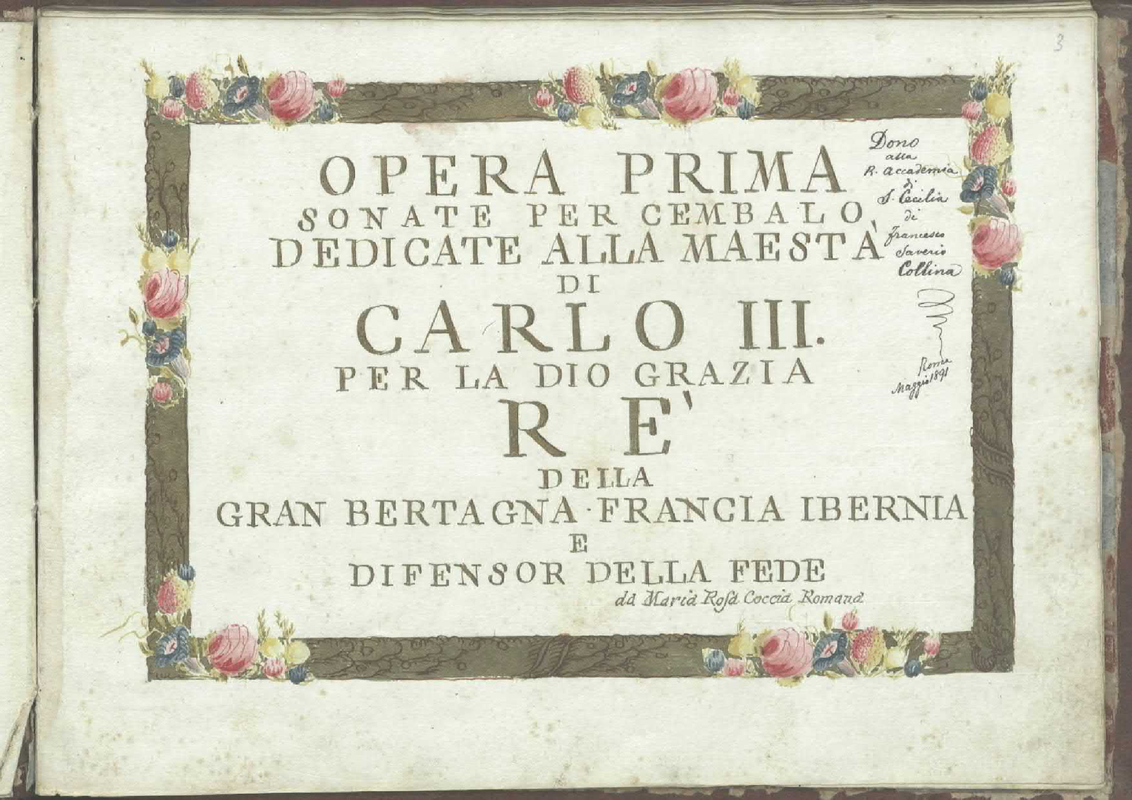 3
OPERA PRIMA
SONATE PER CEMBALO,
DEDICATE ALLA MAESTÀ
DI
CARLO III.
PER LA DIO GRAZIA
RE'
DELLA
GRAN BERTAGNA·FRANCIA IBERNIA
E
DIFENSOR DELLA FEDE
da Maria Rosa Coccia Romana
Dono
alla
R. Accademia
di
S. Cecilia
di
Francesco
Saverio
Collina
Roma
Maggio 1891